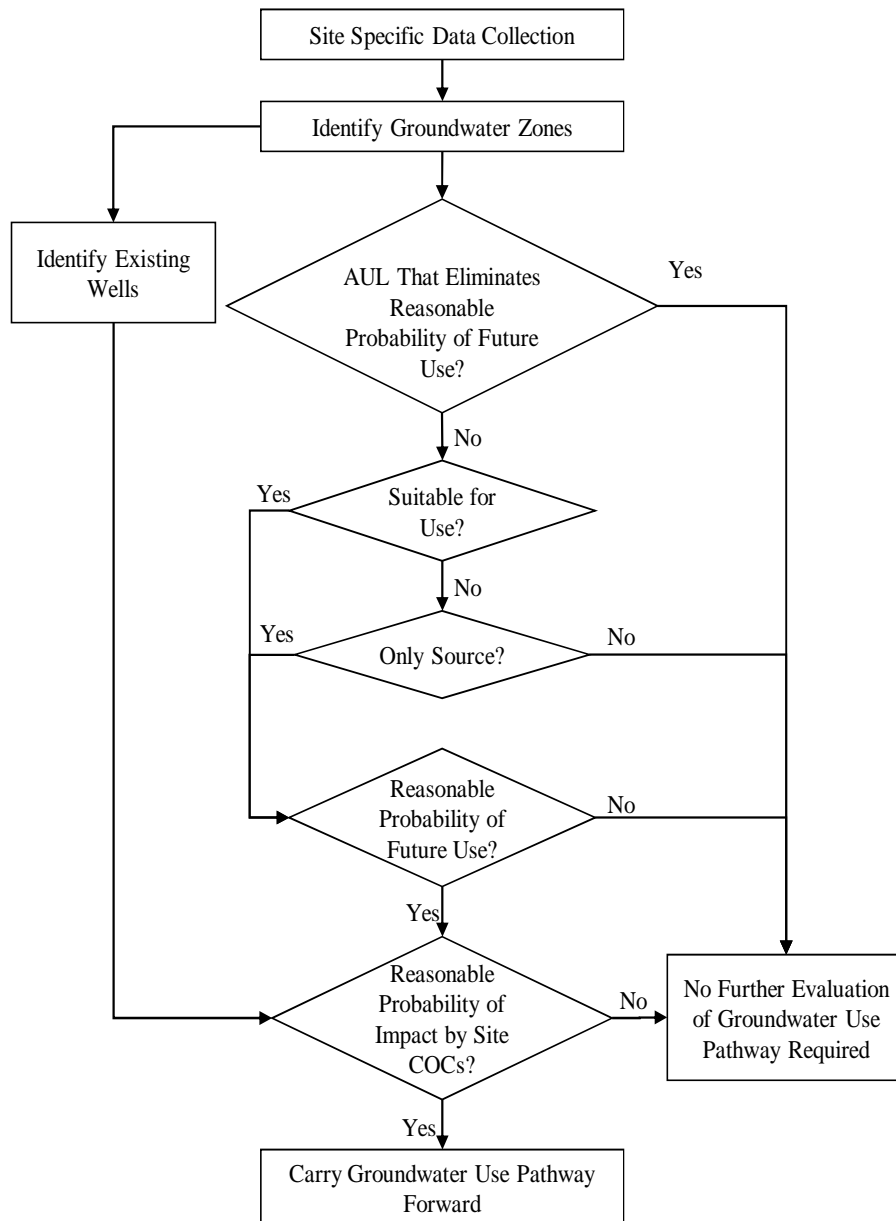 Site Specific Data Collection
Identify Groundwater Zones
Identify Existing
Wells
AUL That Eliminates
Reasonable
Probability of Future
Use?
Yes
No
Yes
Suitable for
Use?
No
Yes
Only Source?
No
Reasonable
Probability of
Future Use?
No
Yes
Reasonable
Probability of
Impact by Site
COCs?
No
No Further Evaluation
of Groundwater Use
Pathway Required
Yes
Carry Groundwater Use Pathway
Forward